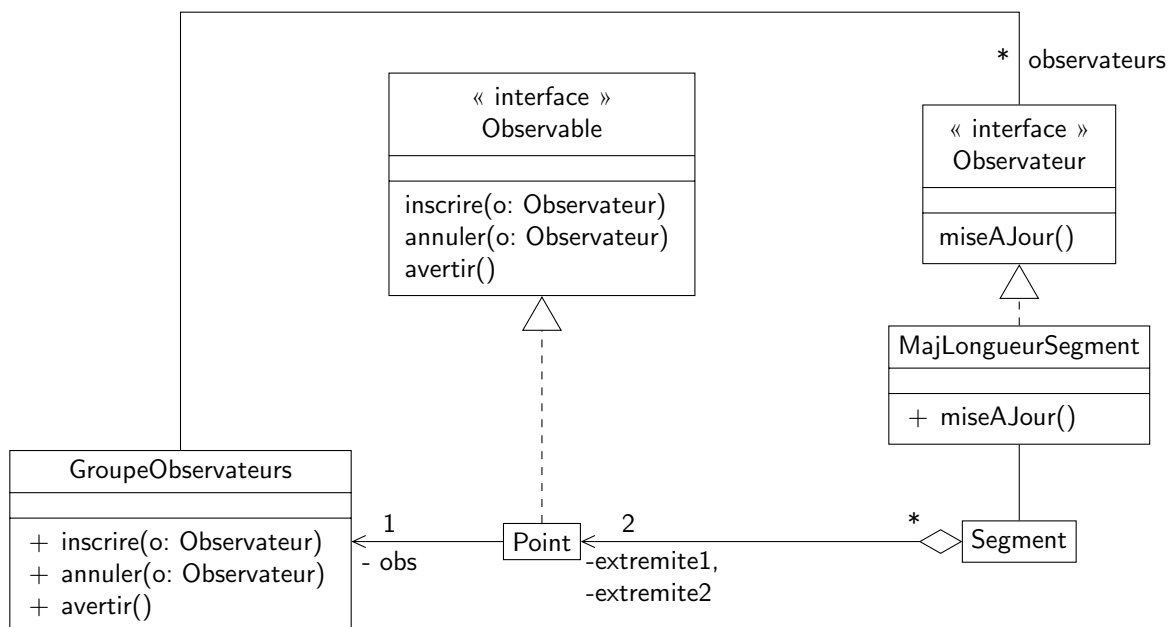 * observateurs
« interface »
Observable
inscrire(o: Observateur)
annuler(o: Observateur)
avertir()
« interface »
Observateur
miseAJour()
MajLongueurSegment
+ miseAJour()
GroupeObservateurs
+ inscrire(o: Observateur)
+ annuler(o: Observateur)
+ avertir()
1
- obs
Point
2
-extremite1,
-extremite2
*
Segment